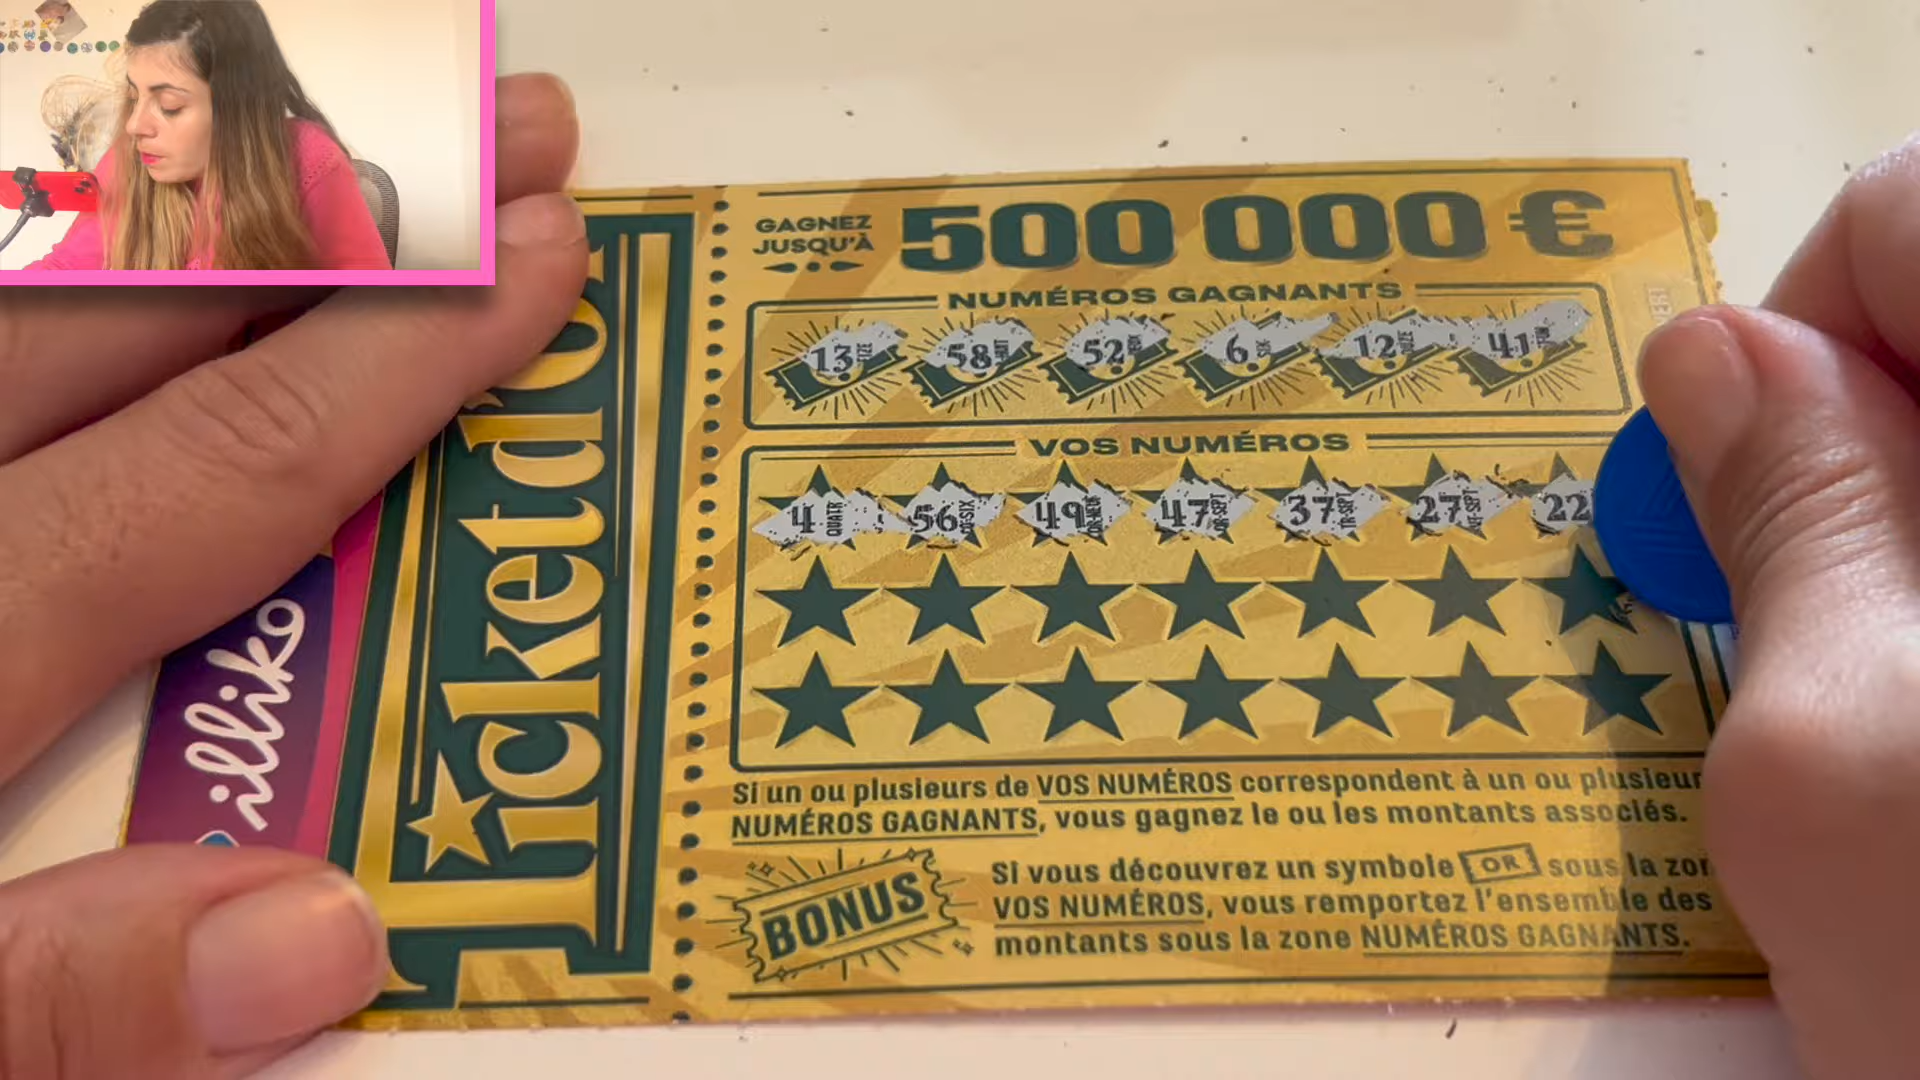 illiko
Ticket d'or
GAGNEZ
JUSQU'À
500 000 €
NUMÉROS GAGNANTS
13 58 52 6 12 41
VOS NUMÉROS
4 56 49 47 37 27 22
Si un ou plusieurs de VOS NUMÉROS correspondent à un ou plusieur
NUMÉROS GAGNANTS, vous gagnez le ou les montants associés.
BONUS
Si vous découvrez un symbole OR sous la zon
VOS NUMÉROS, vous remportez l'ensemble des
montants sous la zone NUMÉROS GAGNANTS.